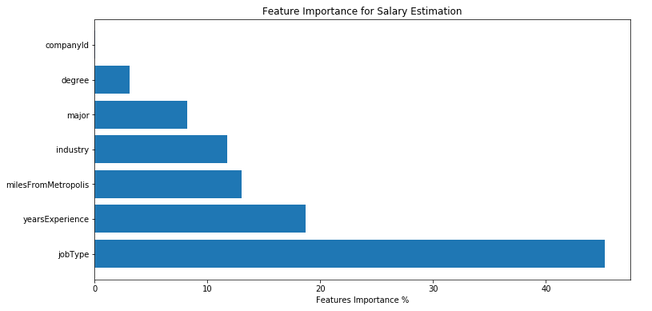 Feature Importance for Salary Estimation
companyId
degree
major
industry
milesFromMetropolis
yearsExperience
jobType
0 10 20 30 40
Features Importance %